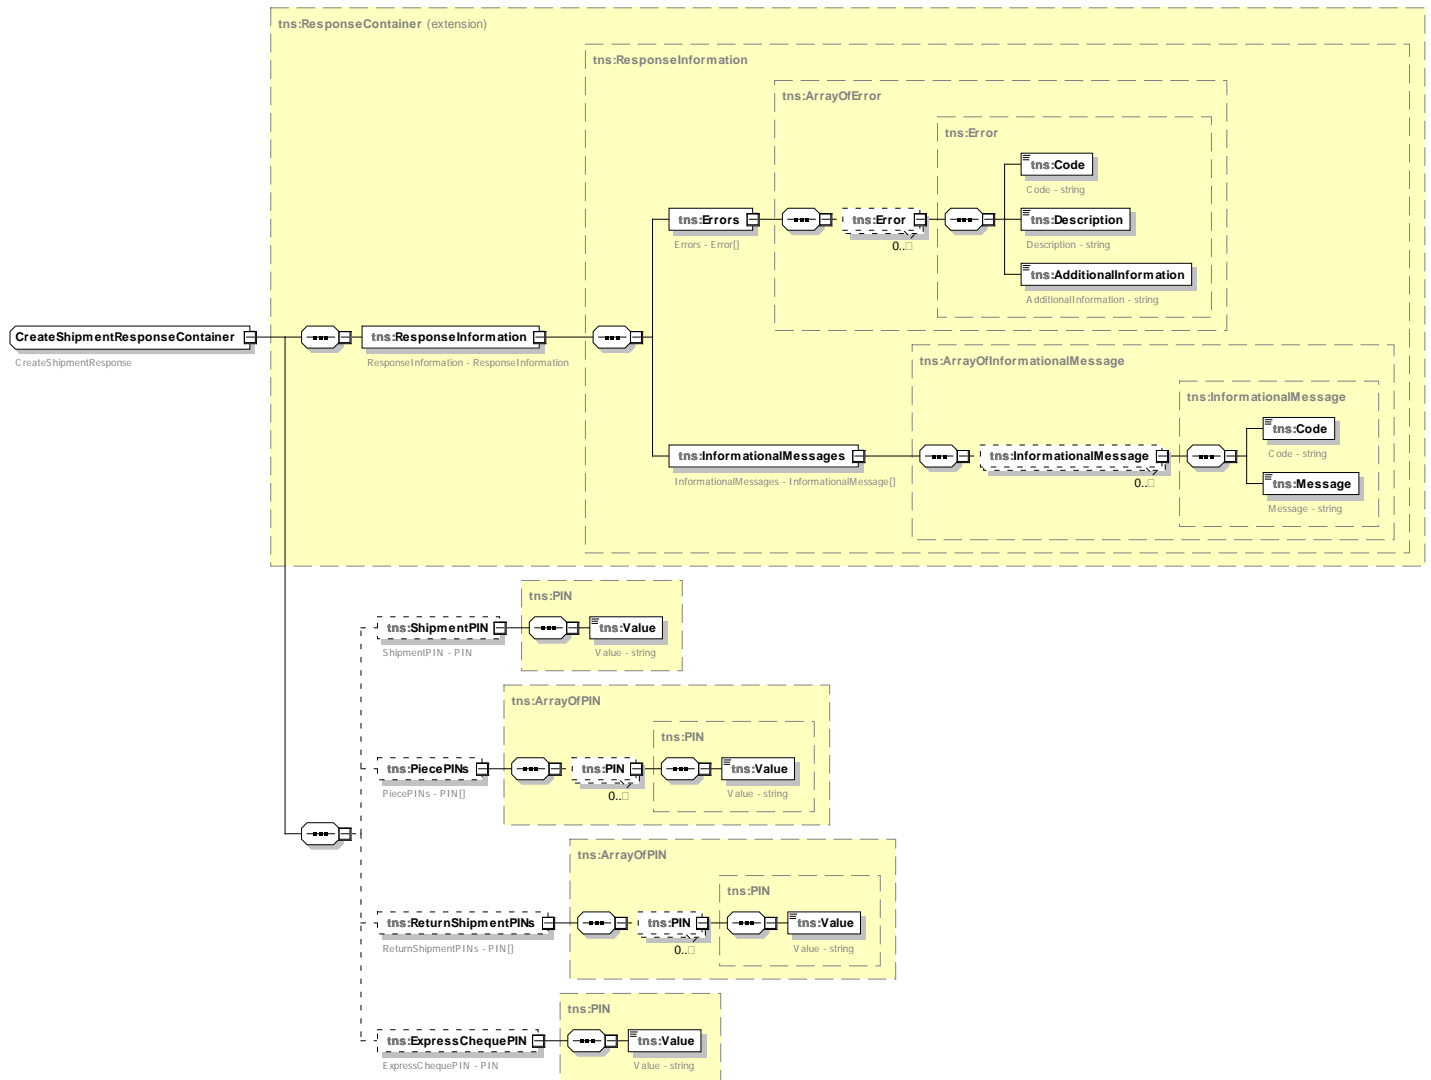 tns:ResponseContainer (extension)
tns:ResponseInformation
tns:ArrayOfError
tns:Error
tns:Code
Code - string
tns:Errors
Errors - Error[]
tns:Error
0..□
tns:Description
Description - string
tns:AdditionalInformation
AdditionalInformation - string
CreateShipmentResponseContainer
CreateShipmentResponse
tns:ResponseInformation
ResponseInformation - ResponseInformation
tns:ArrayOfInformationalMessage
tns:InformationalMessage
tns:Code
Code - string
tns:InformationalMessages
InformationalMessages - InformationalMessage[]
tns:InformationalMessage
0..□
tns:Message
Message - string
tns:PIN
tns:ShipmentPIN
ShipmentPIN - PIN
tns:Value
Value - string
tns:ArrayOfPIN
tns:PIN
tns:PiecePINs
PiecePINs - PIN[]
tns:PIN
0..□
tns:Value
Value - string
tns:ArrayOfPIN
tns:PIN
tns:ReturnShipmentPINs
ReturnShipmentPINs - PIN[]
tns:PIN
0..□
tns:Value
Value - string
tns:PIN
tns:ExpressChequePIN
ExpressChequePIN - PIN
tns:Value
Value - string